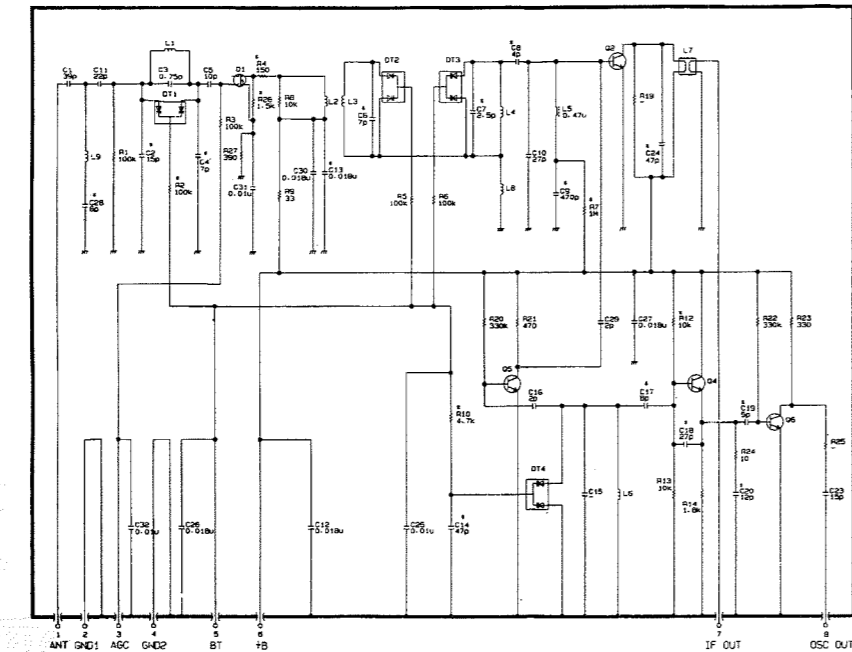 L1
C1
39p
C11
22p
C3
0.75p
C5
10p
Q1
*
R4
150
DT1
*
R26
1.5k
R8
10k
L2
L3
DT2
DT3
*
C8
4p
Q2
L7
R3
100k
*
C6
7p
*
C7
2.5p
L4
L5
0.47u
R19
*
C24
47p
L9
R1
100k
*
C2
15p
*
C4
7p
R27
390
C10
27p
*
C28
8p
*
R2
100k
C31
0.01u
R9
33
C30
0.018u
*
C13
0.018u
R5
100k
R6
100k
L8
*
C9
470p
*
R7
1M
R20
330k
R21
470
C29
2p
C27
0.018u
*
R12
10k
R22
330k
R23
330
Q5
C16
2p
*
C17
8p
Q4
*
R10
4.7k
*
C19
5p
Q6
*
C18
27p
R24
10
R25
DT4
C15
L6
R13
10k
R14
1.8k
*
C20
12p
C23
15p
C32
0.01u
C26
0.018u
C12
0.018u
C25
0.01u
*
C14
47p
1 2 3 4 5 6 7 8
ANT GND1 AGC GND2 BT +B IF OUT OSC OUT